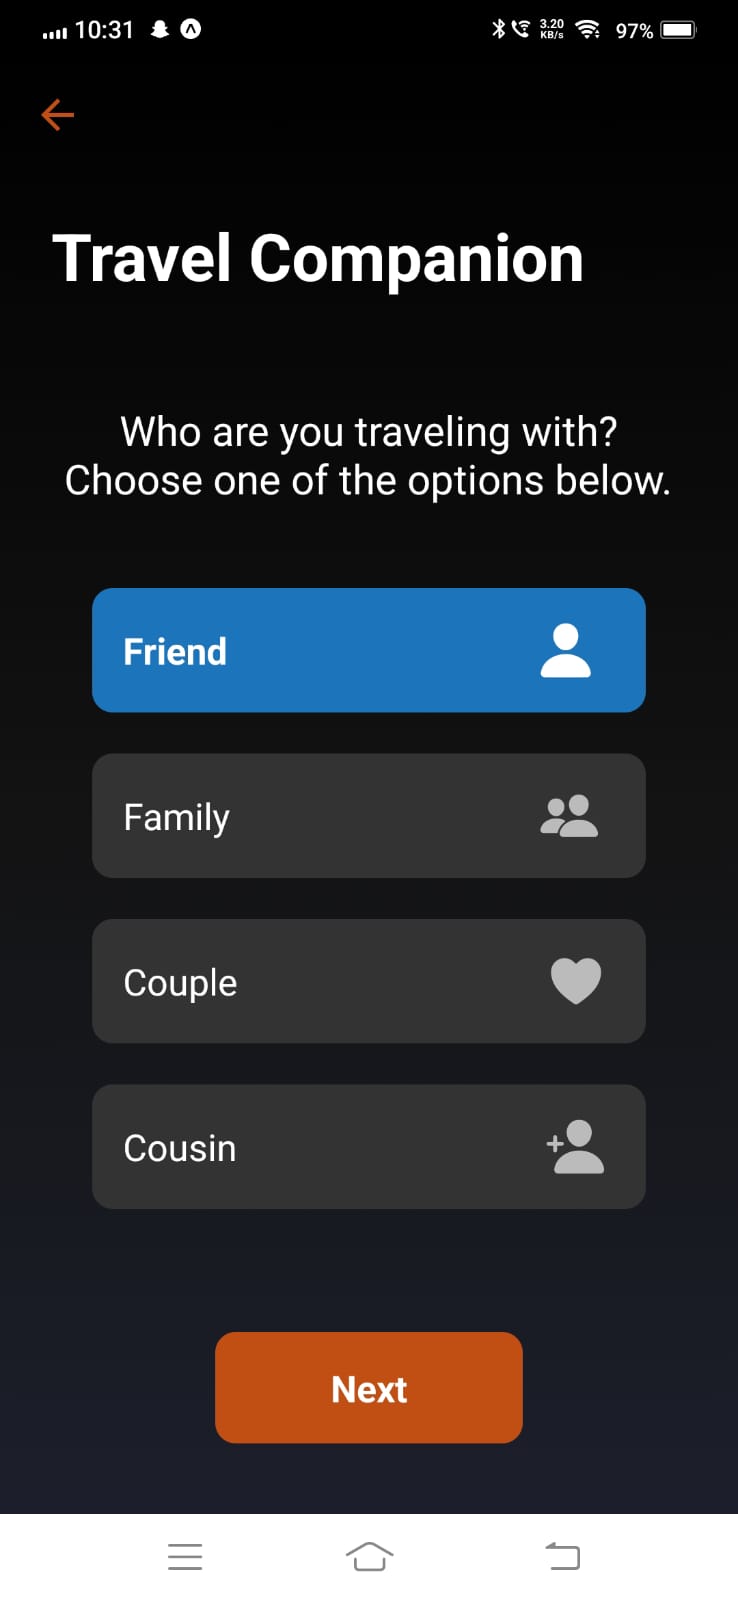 10:31 3.20 KB/s 97%
Travel Companion
Who are you traveling with?
Choose one of the options below.
Friend
Family
Couple
Cousin
Next